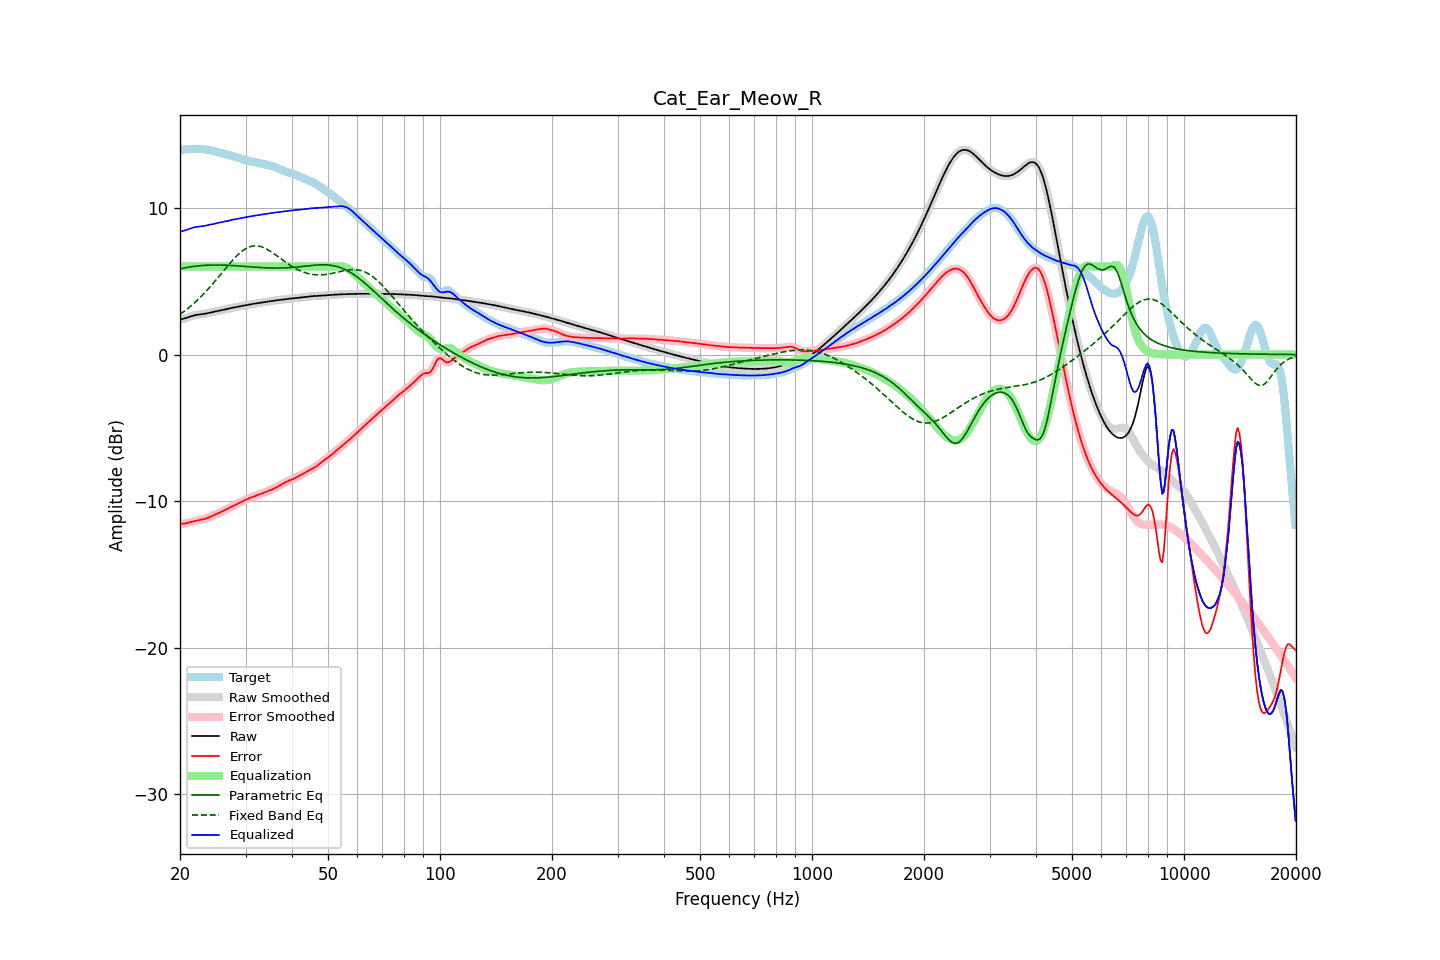 Cat_Ear_Meow_R
Amplitude (dBr)
10
0
−10
−20
−30
Target
Raw Smoothed
Error Smoothed
Raw
Error
Equalization
Parametric Eq
Fixed Band Eq
Equalized
20 50 100 200 500 1000 2000 5000 10000 20000
Frequency (Hz)